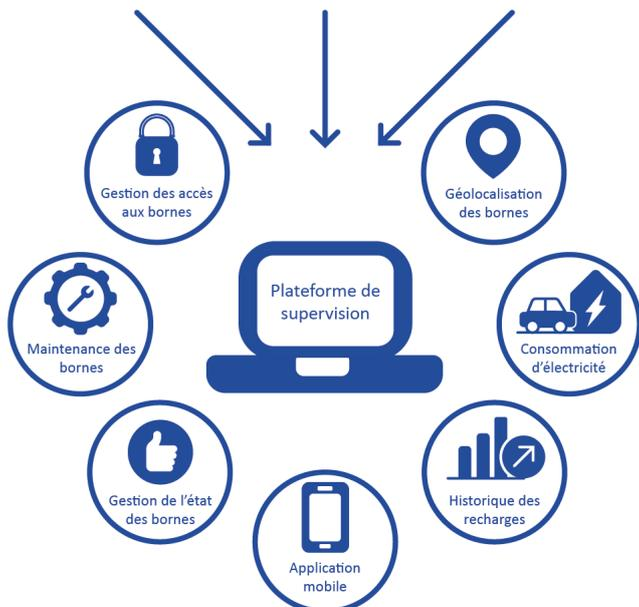 Gestion des accès
aux bornes
Géolocalisation
des bornes
Plateforme de
supervision
Maintenance des
bornes
Consommation
d'électricité
Gestion de l'état
des bornes
Historique des
recharges
Application
mobile